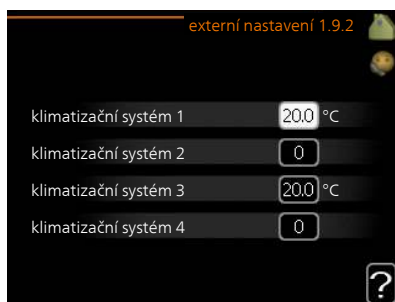 externí nastavení 1.9.2
klimatizační systém 1 20.0 °C
klimatizační systém 2 0
klimatizační systém 3 20.0 °C
klimatizační systém 4 0
?